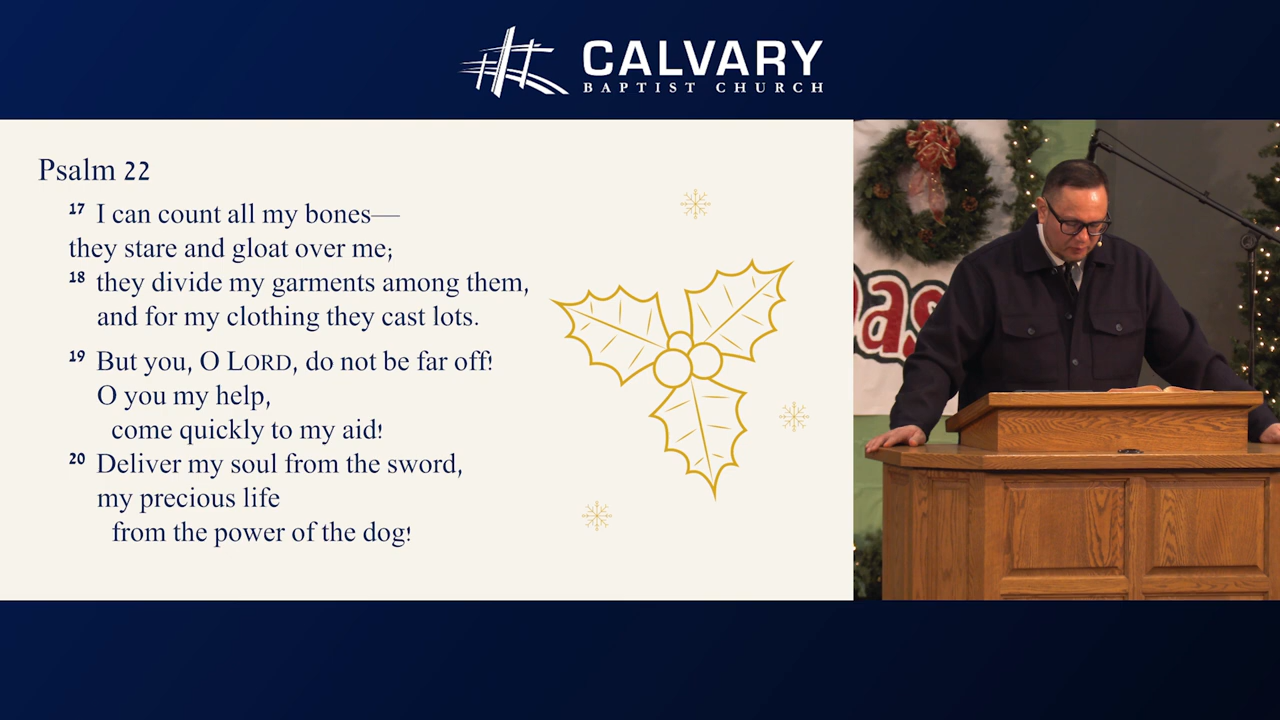 CALVARY
BAPTIST CHURCH
Psalm 22
17 I can count all my bones—
they stare and gloat over me;
18 they divide my garments among them,
and for my clothing they cast lots.
19 But you, O LORD, do not be far off!
O you my help,
come quickly to my aid!
20 Deliver my soul from the sword,
my precious life
from the power of the dog!